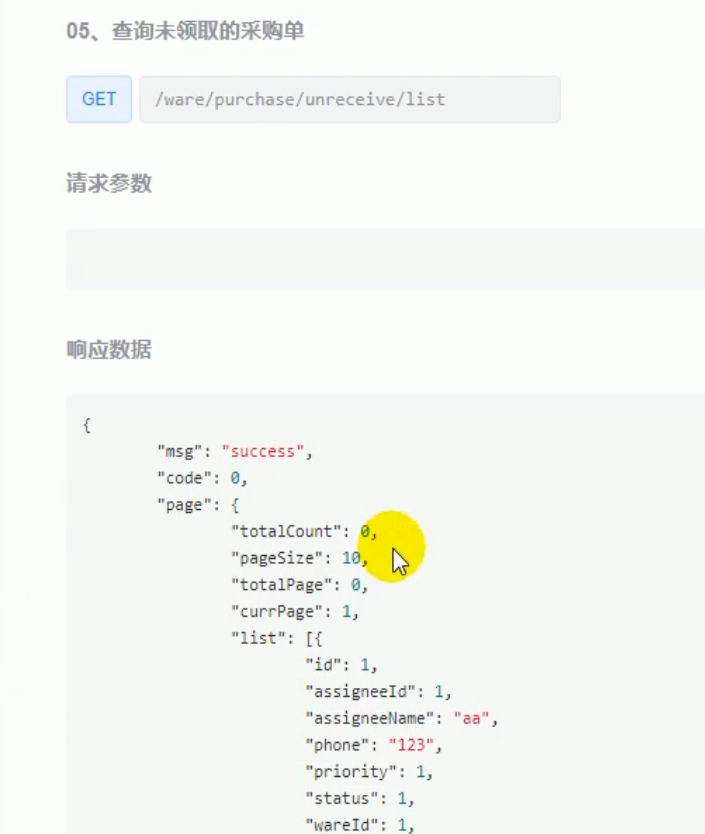 05、查询未领取的采购单
GET /ware/purchase/unreceive/list
请求参数
响应数据
{
"msg": "success",
"code": 0,
"page": {
"totalCount": 0,
"pageSize": 10,
"totalPage": 0,
"currPage": 1,
"list": [{
"id": 1,
"assigneeId": 1,
"assigneeName": "aa",
"phone": "123",
"priority": 1,
"status": 1,
"wareId": 1,